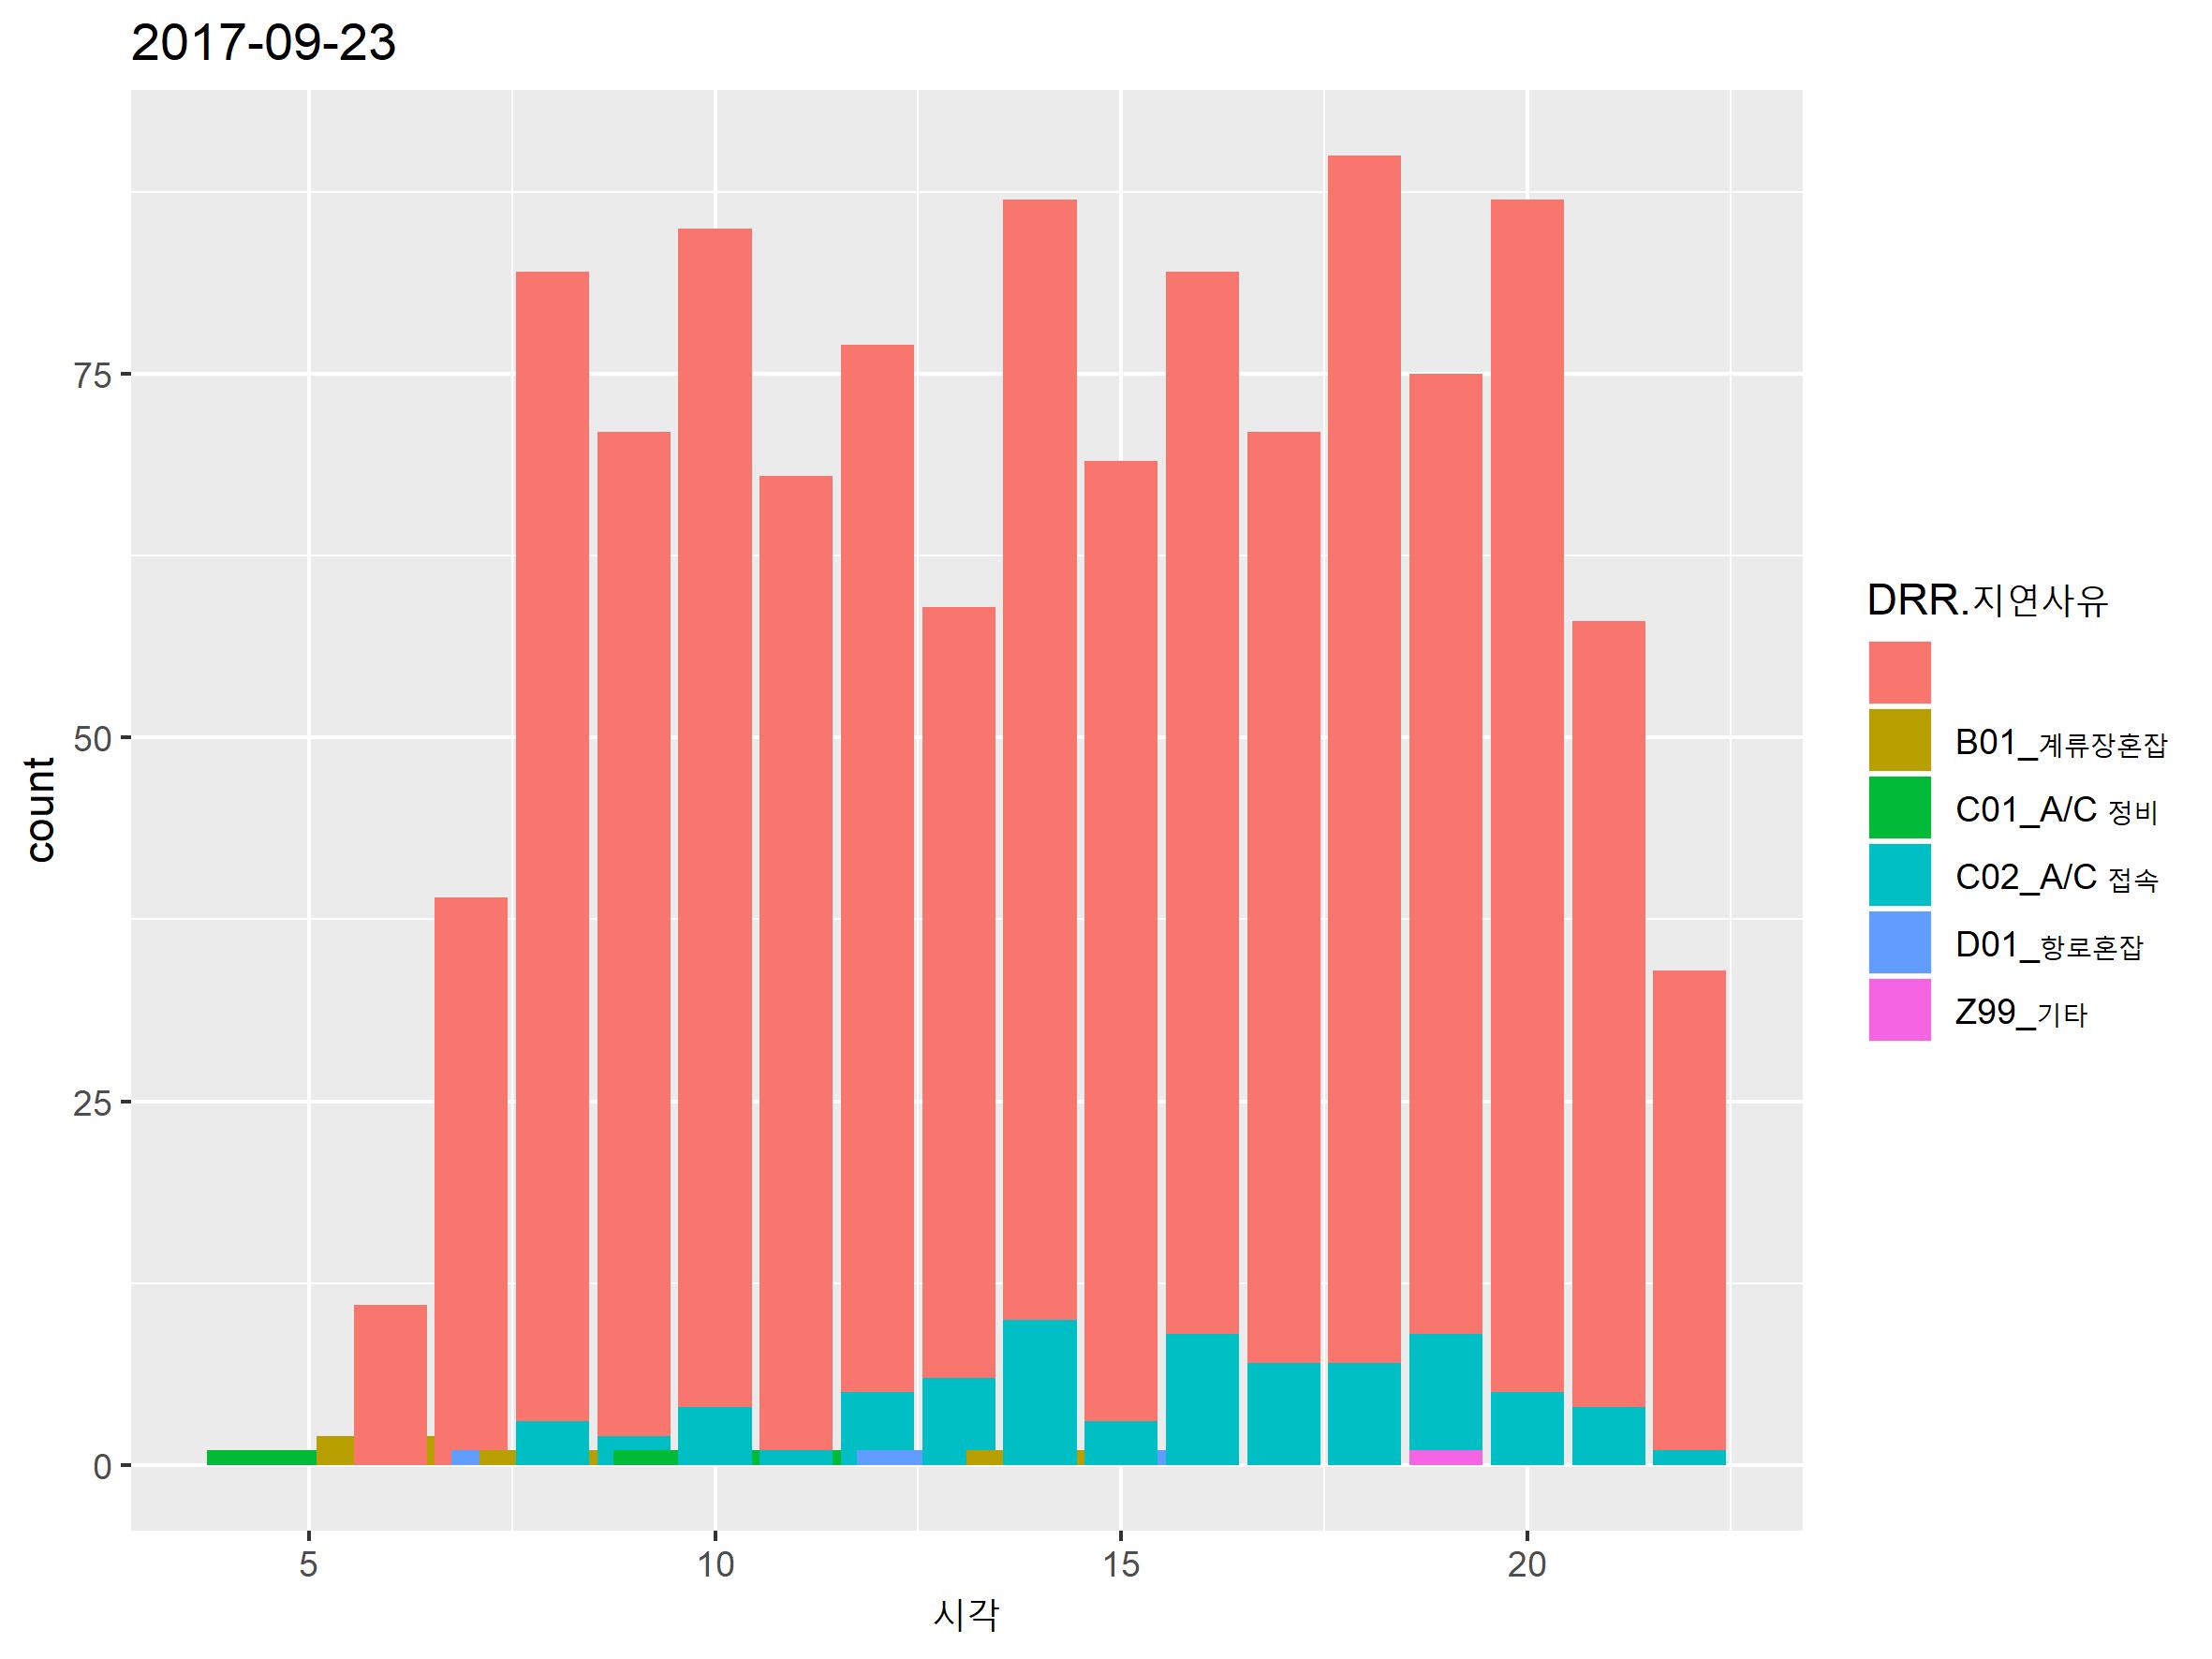 2017-09-23
count
75
50
25
0
5 10 15 20
시각
DRR.지연사유
B01_계류장혼잡
C01_A/C 정비
C02_A/C 접속
D01_항로혼잡
Z99_기타